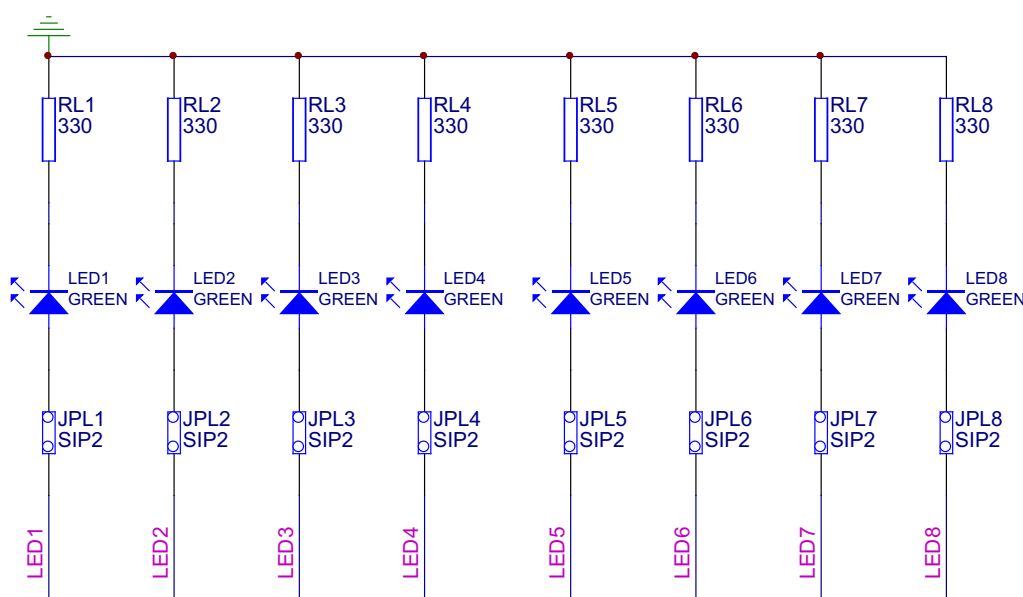 RL1
330
RL2
330
RL3
330
RL4
330
RL5
330
RL6
330
RL7
330
RL8
330
LED1
GREEN
LED2
GREEN
LED3
GREEN
LED4
GREEN
LED5
GREEN
LED6
GREEN
LED7
GREEN
LED8
GREEN
JPL1
SIP2
JPL2
SIP2
JPL3
SIP2
JPL4
SIP2
JPL5
SIP2
JPL6
SIP2
JPL7
SIP2
JPL8
SIP2
LED1
LED2
LED3
LED4
LED5
LED6
LED7
LED8